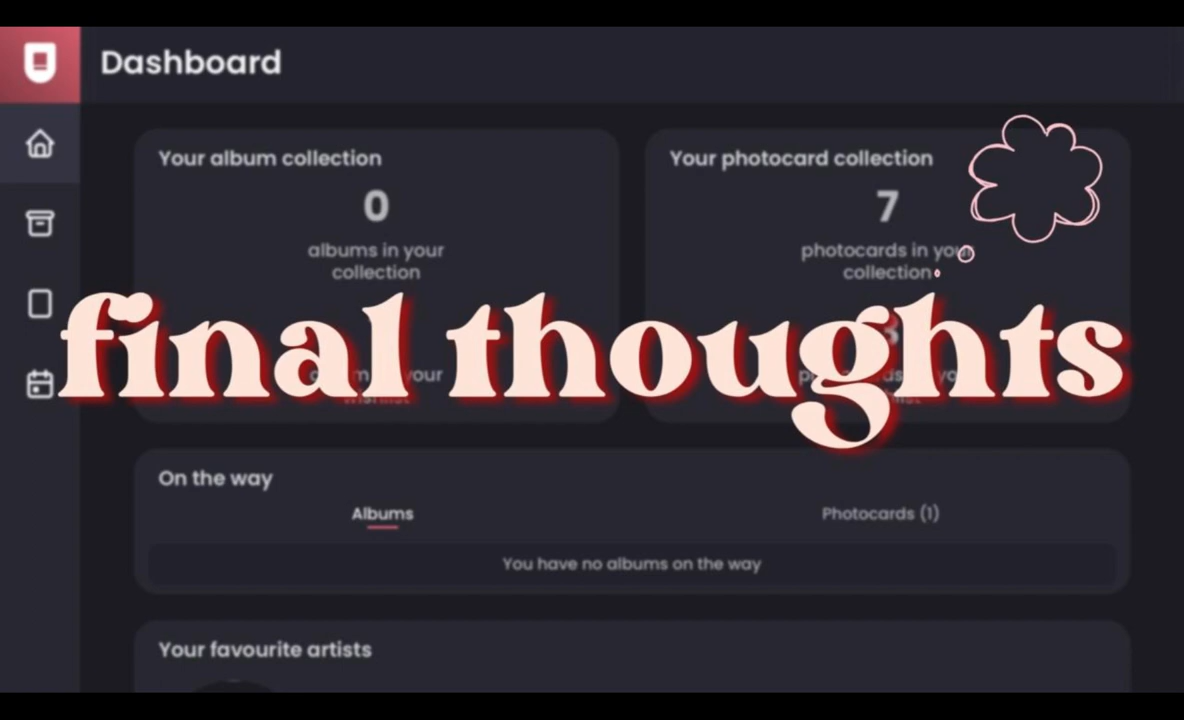 Dashboard
Your album collection
Your photocard collection
0
7
albums in your
photocards in your
collection
collection
final thoughts
On the way
Albums
Photocards (1)
You have no albums on the way
Your favourite artists